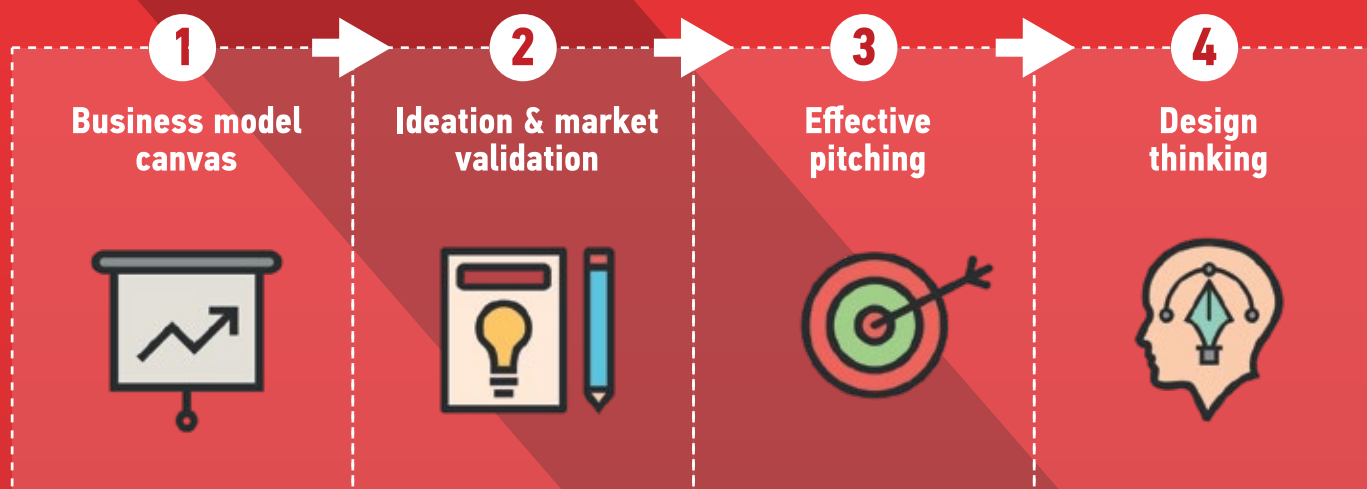 1
Business model
canvas
2
Ideation & market
validation
3
Effective
pitching
4
Design
thinking